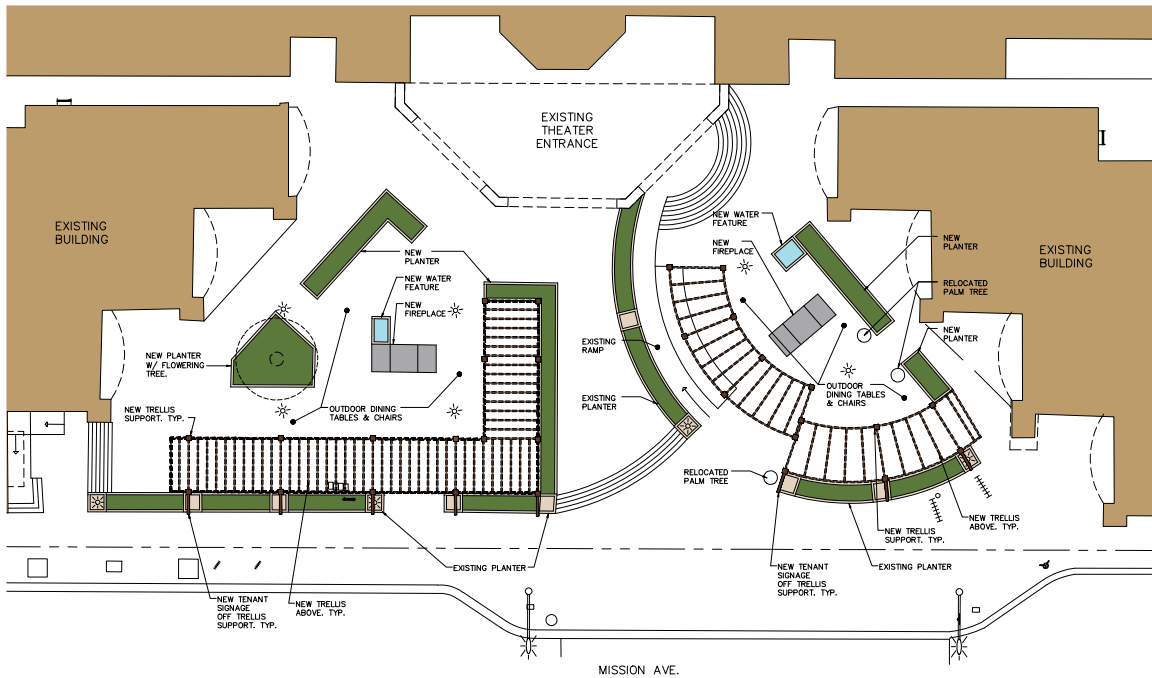 EXISTING
THEATER
ENTRANCE
EXISTING
BUILDING
NEW
PLANTER
NEW WATER
FEATURE
NEW
FIREPLACE
NEW PLANTER
W/ FLOWERING
TREE.
NEW TRELLIS
SUPPORT. TYP.
OUTDOOR DINING
TABLES & CHAIRS
EXISTING PLANTER
NEW TENANT
SIGNAGE
OFF TRELLIS
SUPPORT. TYP.
NEW TRELLIS
ABOVE. TYP.
NEW WATER
FEATURE
NEW
FIREPLACE
NEW
PLANTER
EXISTING
BUILDING
RELOCATED
PALM TREE
NEW
PLANTER
EXISTING
RAMP
EXISTING
PLANTER
OUTDOOR
DINING TABLES
& CHAIRS
RELOCATED
PALM TREE
NEW TRELLIS
ABOVE. TYP.
NEW TRELLIS
SUPPORT. TYP.
EXISTING PLANTER
NEW TENANT
SIGNAGE
OFF TRELLIS
SUPPORT. TYP.
MISSION AVE.